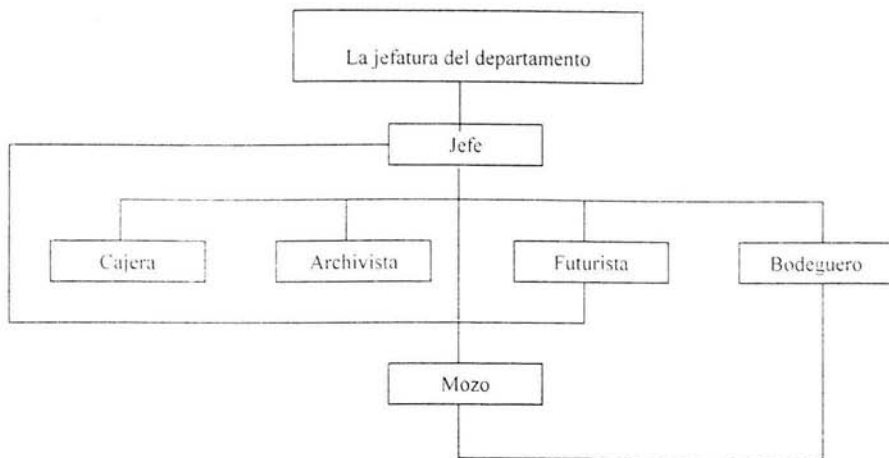 La jefatura del departamento
Jefe
Cajera
Archivista
Futurista
Bodeguero
Mozo